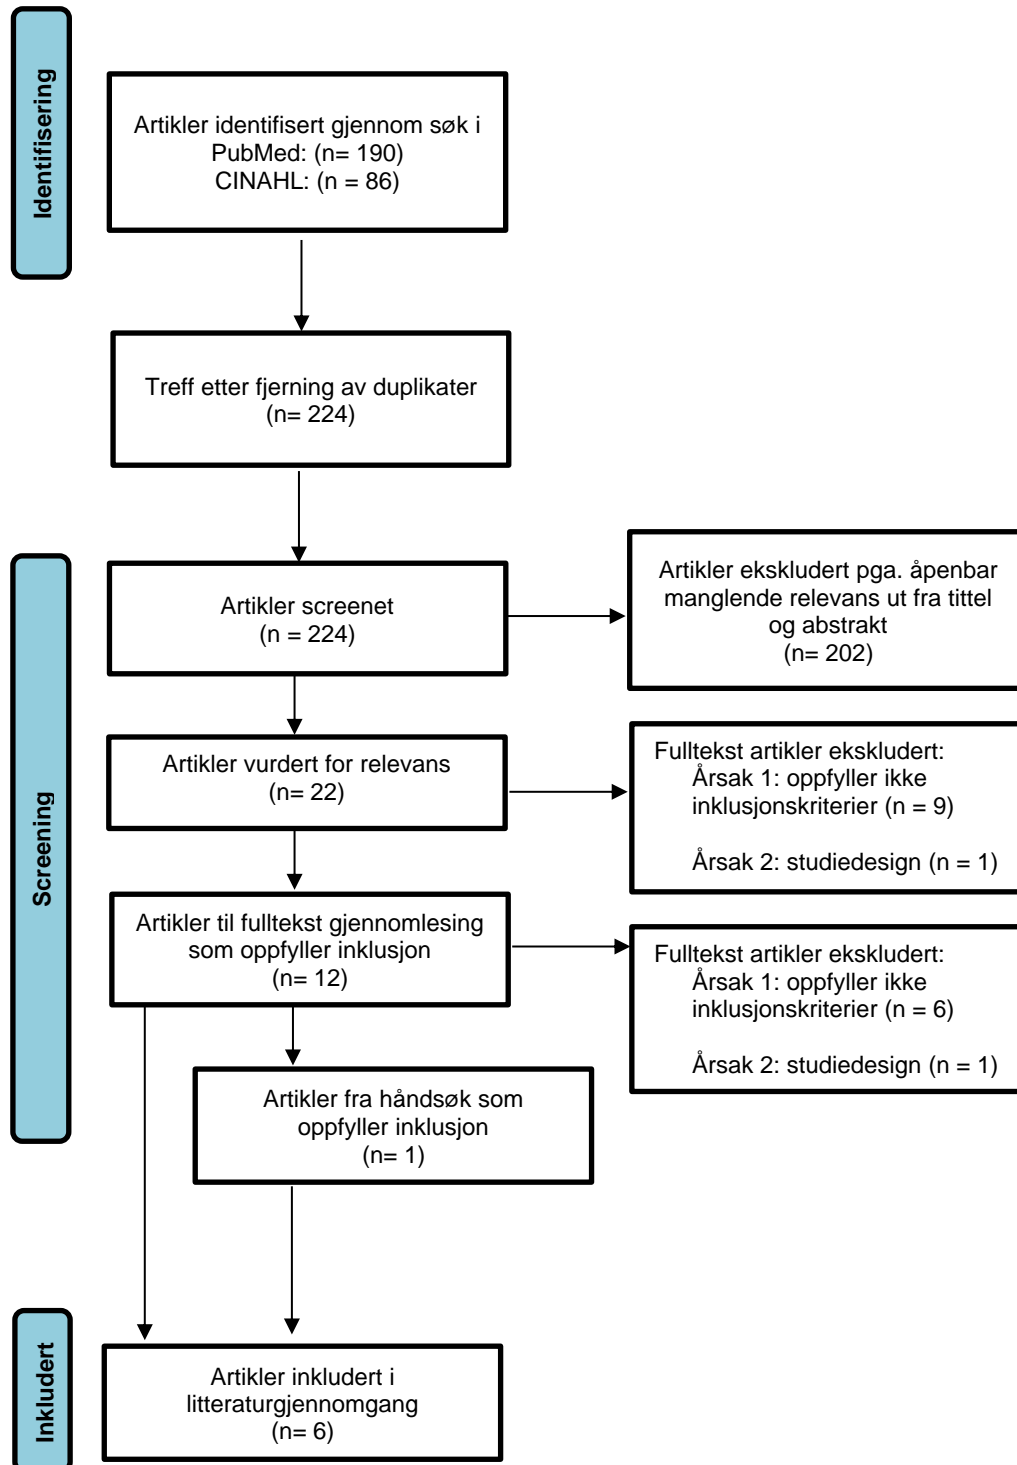 Identifisering
Artikler identifisert gjennom søk i
PubMed: (n= 190)
CINAHL: (n = 86)
Treff etter fjerning av duplikater
(n= 224)
Screening
Artikler screenet
(n = 224)
Artikler ekskludert pga. åpenbar
manglende relevans ut fra tittel
og abstrakt
(n= 202)
Artikler vurdert for relevans
(n= 22)
Fulltekst artikler ekskludert:
Årsak 1: oppfyller ikke
inklusjonskriterier (n = 9)
Årsak 2: studiedesign (n = 1)
Artikler til fulltekst gjennomlesing
som oppfyller inklusjon
(n= 12)
Fulltekst artikler ekskludert:
Årsak 1: oppfyller ikke
inklusjonskriterier (n = 6)
Årsak 2: studiedesign (n = 1)
Artikler fra håndsøk som
oppfyller inklusjon
(n= 1)
Inkludert
Artikler inkludert i
litteraturgjennomgang
(n= 6)